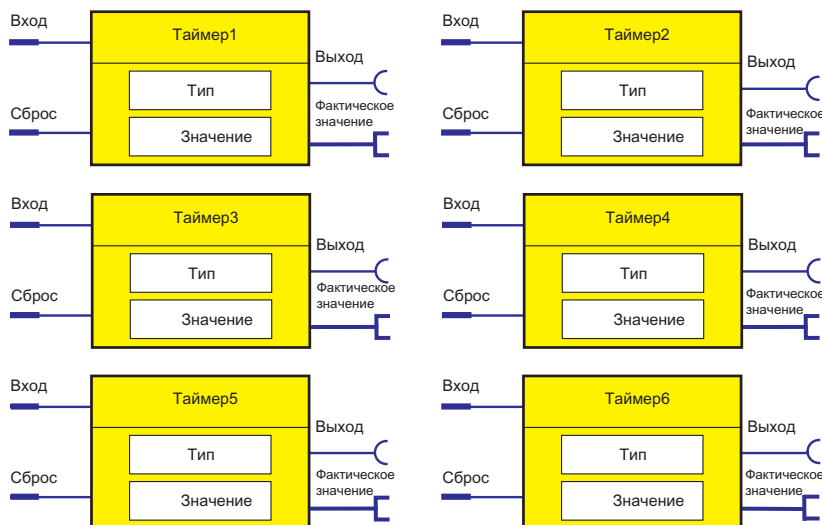 Вход
Таймер1
Выход
Тип
Сброс
Фактическое
значение
Значение
Вход
Таймер2
Выход
Тип
Сброс
Фактическое
значение
Значение
Вход
Таймер3
Выход
Тип
Сброс
Фактическое
значение
Значение
Вход
Таймер4
Выход
Тип
Сброс
Фактическое
значение
Значение
Вход
Таймер5
Выход
Тип
Сброс
Фактическое
значение
Значение
Вход
Таймер6
Выход
Тип
Сброс
Фактическое
значение
Значение